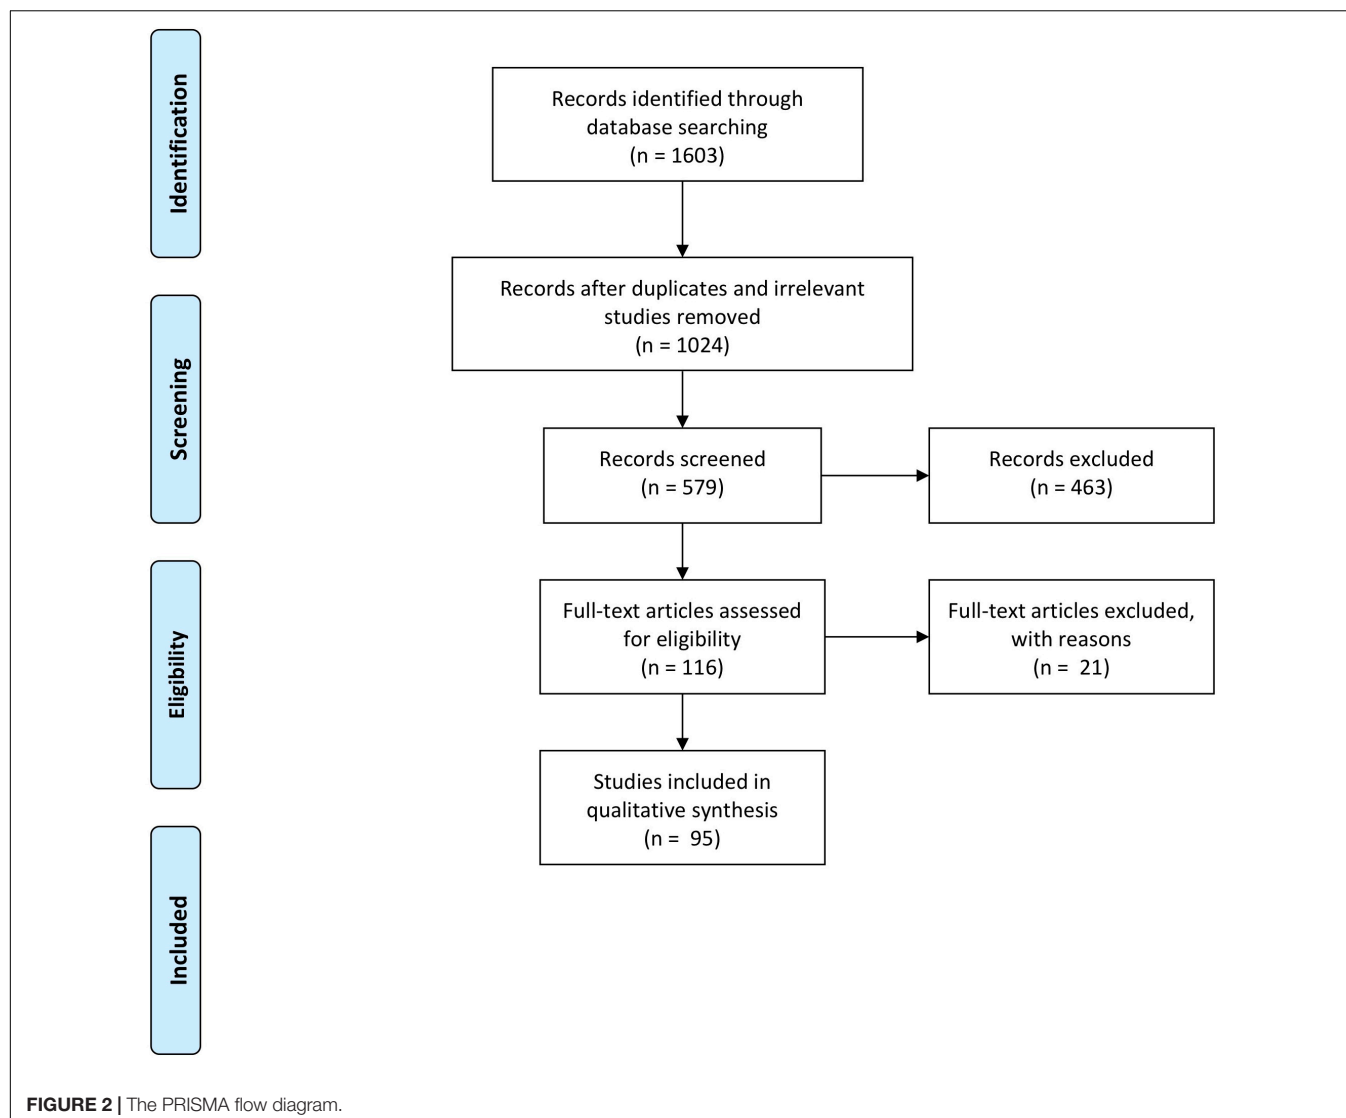 Identification
Records identified through
database searching
(n = 1603)
Records after duplicates and irrelevant
studies removed
(n = 1024)
Screening
Records screened
(n = 579)
Records excluded
(n = 463)
Eligibility
Full-text articles assessed
for eligibility
(n = 116)
Full-text articles excluded,
with reasons
(n =  21)
Studies included in
qualitative synthesis
(n =  95)
Included
FIGURE 2 | The PRISMA flow diagram.